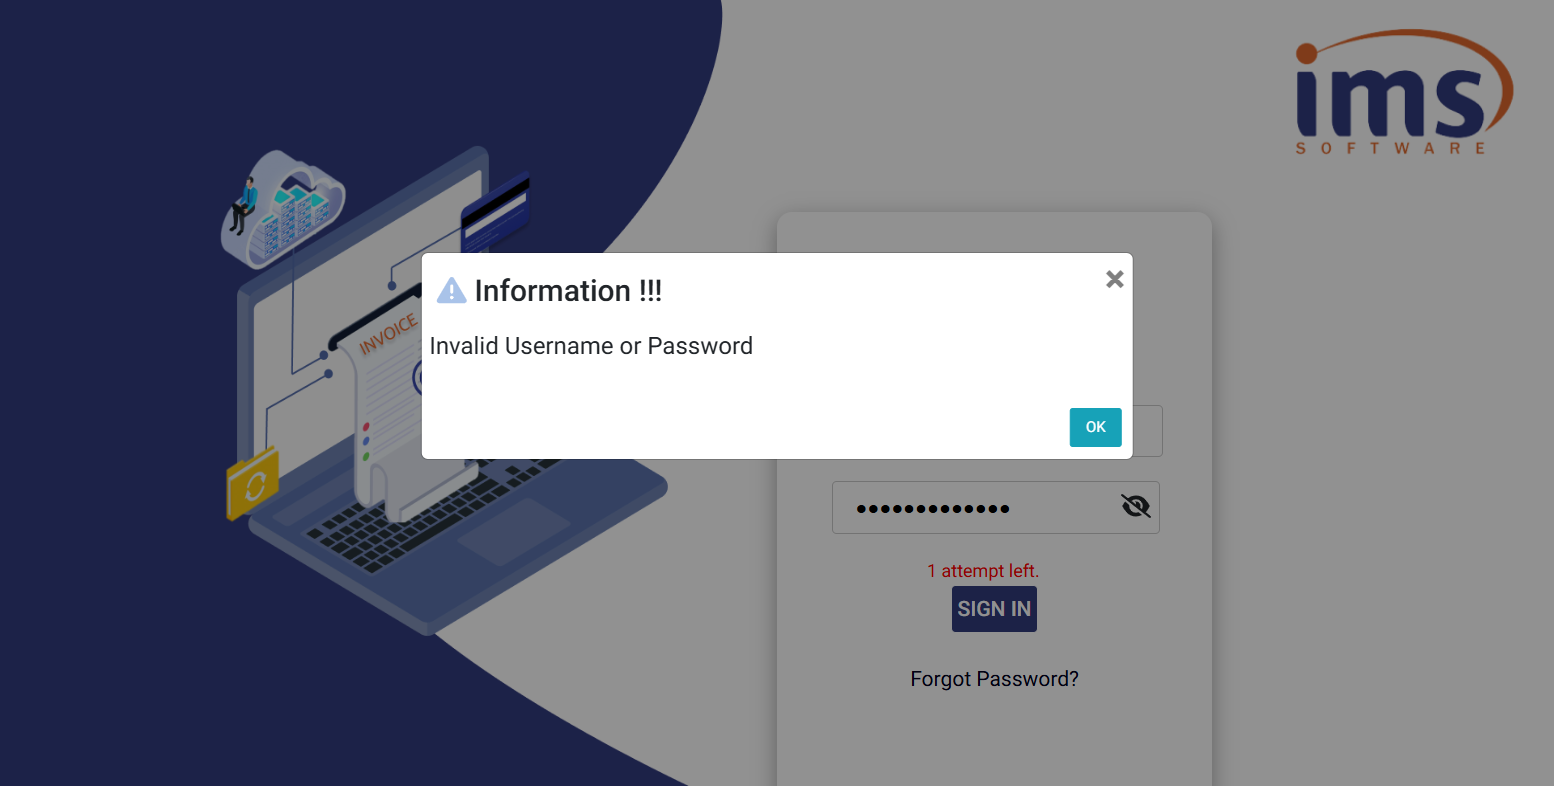 ims
SOFTWARE
INVOICE
Information !!!
Invalid Username or Password
OK
1 attempt left.
SIGN IN
Forgot Password?